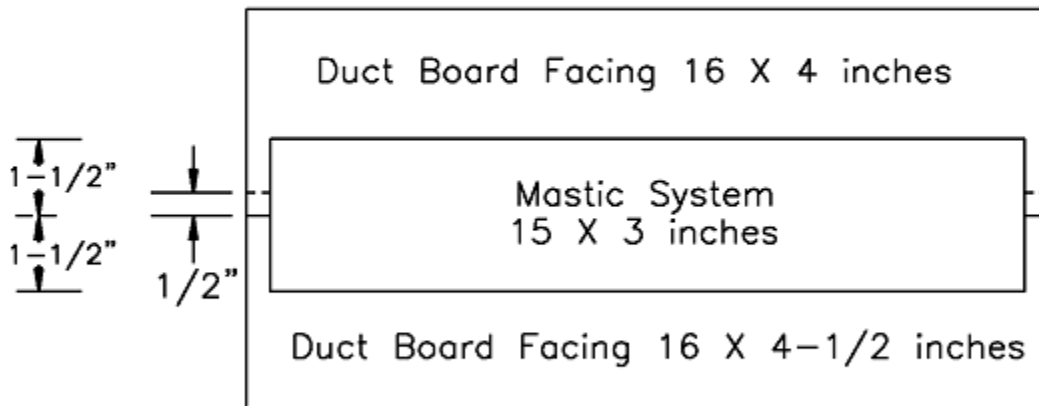 Duct Board Facing 16 X 4 inches
1-1/2"
Mastic System
15 X 3 inches
1-1/2"
1/2"
Duct Board Facing 16 X 4-1/2 inches